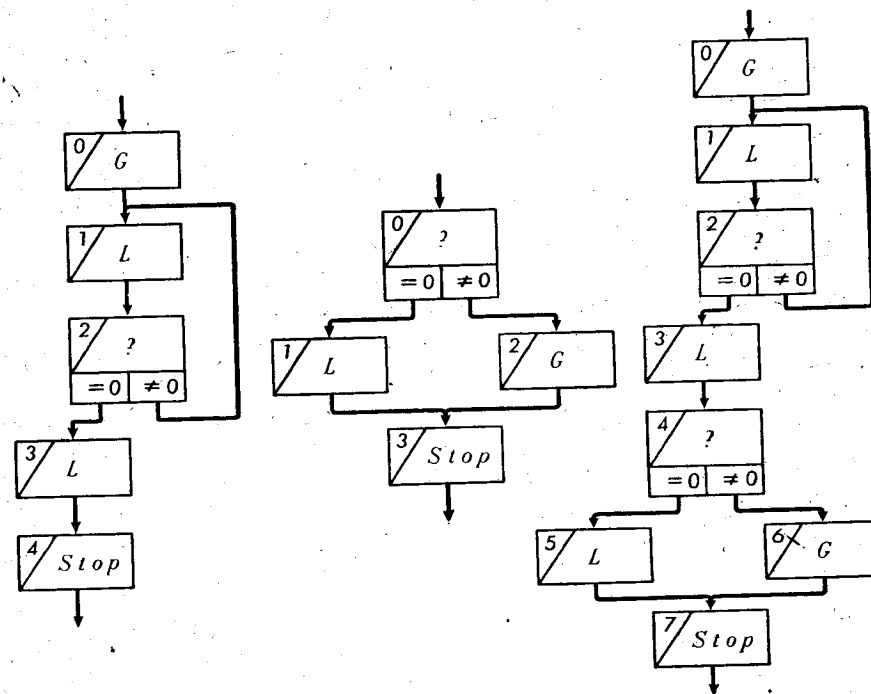 0 G
1 L
2 ?
= 0 ≠ 0
3 L
4 Stop
0 ?
= 0 ≠ 0
1 L
2 G
3 Stop
0 G
1 L
2 ?
= 0 ≠ 0
3 L
4 ?
= 0 ≠ 0
5 L
6 G
7 Stop